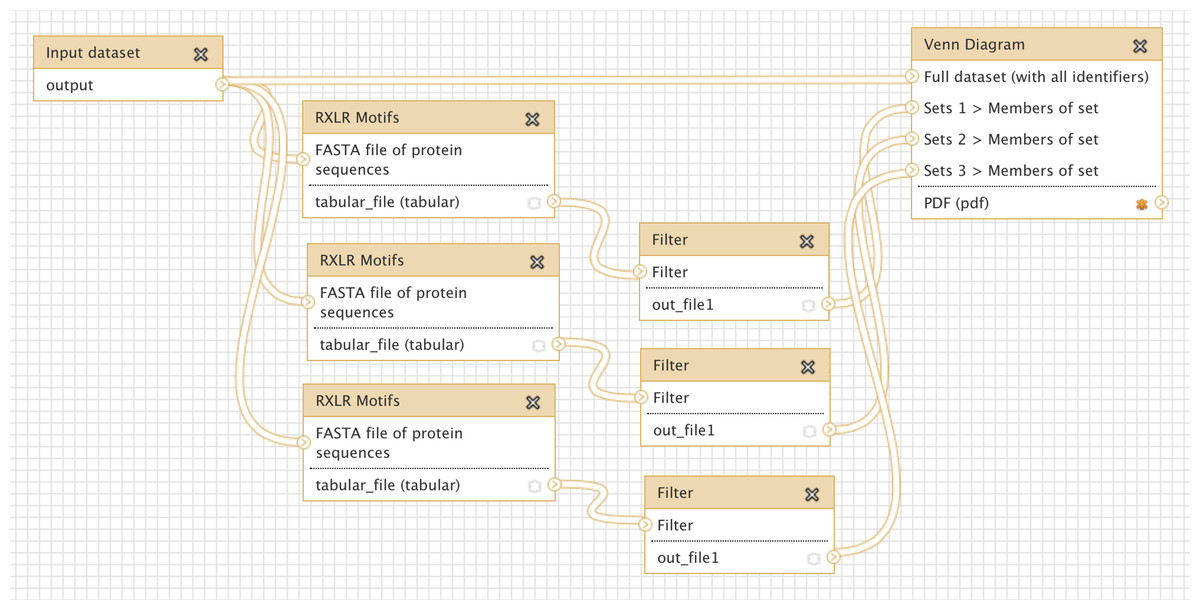 Input dataset
output
RXLR Motifs
FASTA file of protein
sequences
tabular_file (tabular)
RXLR Motifs
FASTA file of protein
sequences
tabular_file (tabular)
RXLR Motifs
FASTA file of protein
sequences
tabular_file (tabular)
Filter
Filter
out_file1
Filter
Filter
out_file1
Filter
Filter
out_file1
Venn Diagram
Full dataset (with all identifiers)
Sets 1 > Members of set
Sets 2 > Members of set
Sets 3 > Members of set
PDF (pdf)